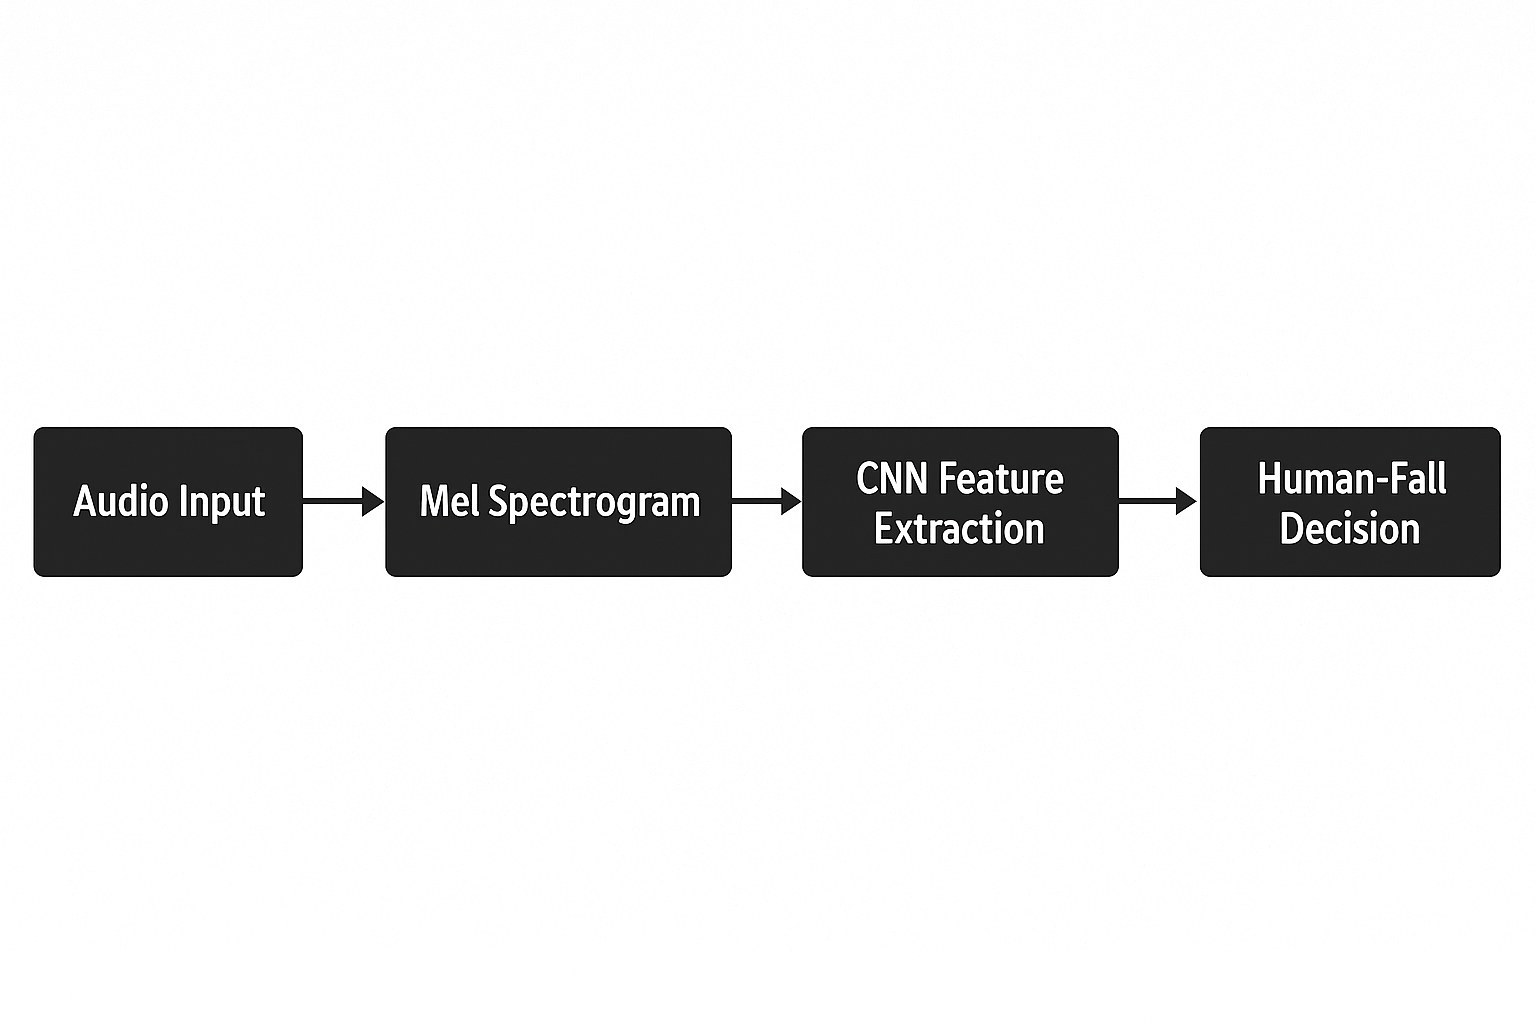 Audio Input
Mel Spectrogram
CNN Feature
Extraction
Human-Fall
Decision